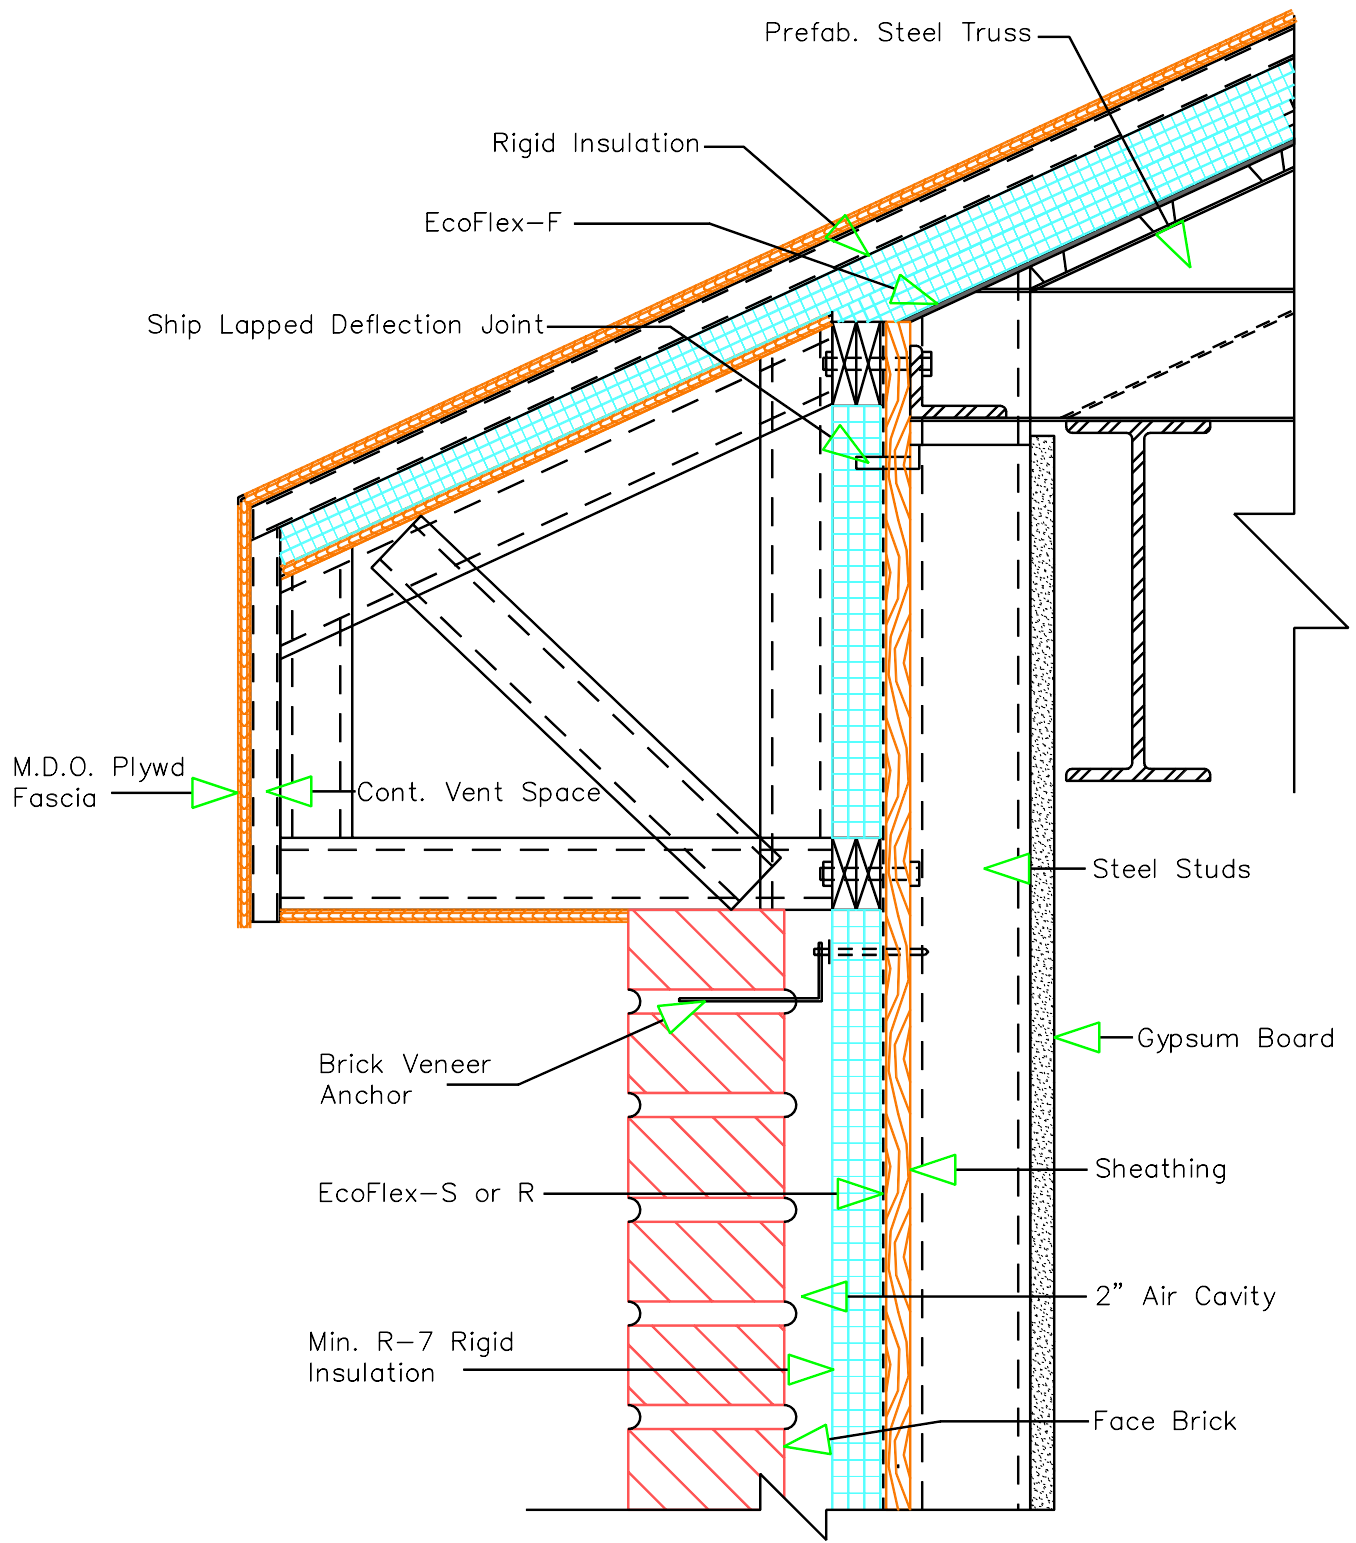 Prefab. Steel Truss
Rigid Insulation
EcoFlex-F
Ship Lapped Deflection Joint
M.D.O. Plywd
Fascia
Cont. Vent Space
Steel Studs
Gypsum Board
Brick Veneer
Anchor
Sheathing
EcoFlex-S or R
2" Air Cavity
Min. R-7 Rigid
Insulation
Face Brick